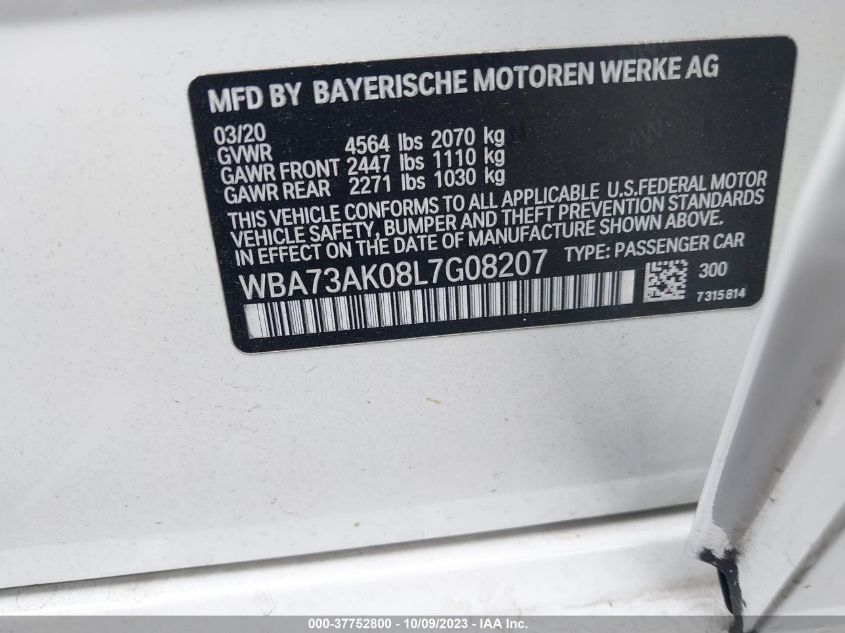 MFD BY BAYERISCHE MOTOREN WERKE AG
03/20
GVWR 4564 lbs 2070 kg
GAWR FRONT 2447 lbs 1110 kg
GAWR REAR 2271 lbs 1030 kg
THIS VEHICLE CONFORMS TO ALL APPLICABLE U.S.FEDERAL MOTOR
VEHICLE SAFETY, BUMPER AND THEFT PREVENTION STANDARDS
IN EFFECT ON THE DATE OF MANUFACTURE SHOWN ABOVE.
WBA73AK08L7G08207 TYPE: PASSENGER CAR
300
7315814
000-37752800 - 10/09/2023 - IAA Inc.